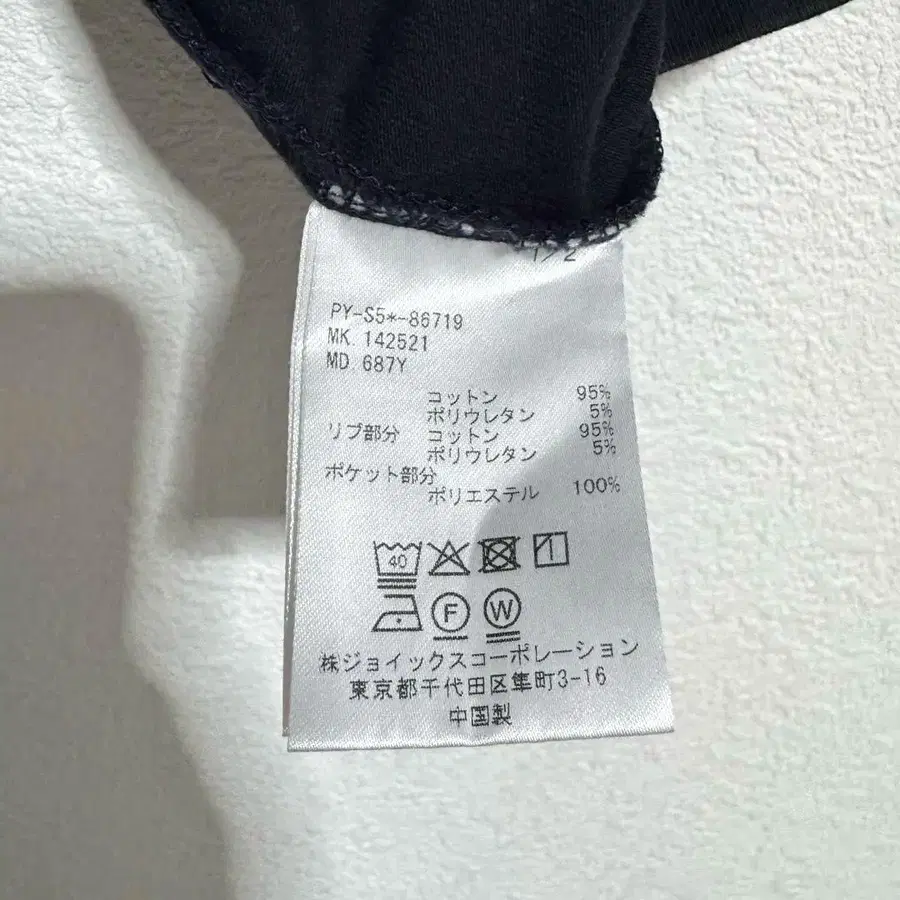 1/2
PY-S5*-86719
MK. 142521
MD. 687Y
コットン 95%
ポリウレタン 5%
リブ部分 コットン 95%
ポリウレタン 5%
ポケット部分
ポリエステル 100%
40
F W
株ジョイックスコーポレーション
東京都千代田区隼町3-16
中国製